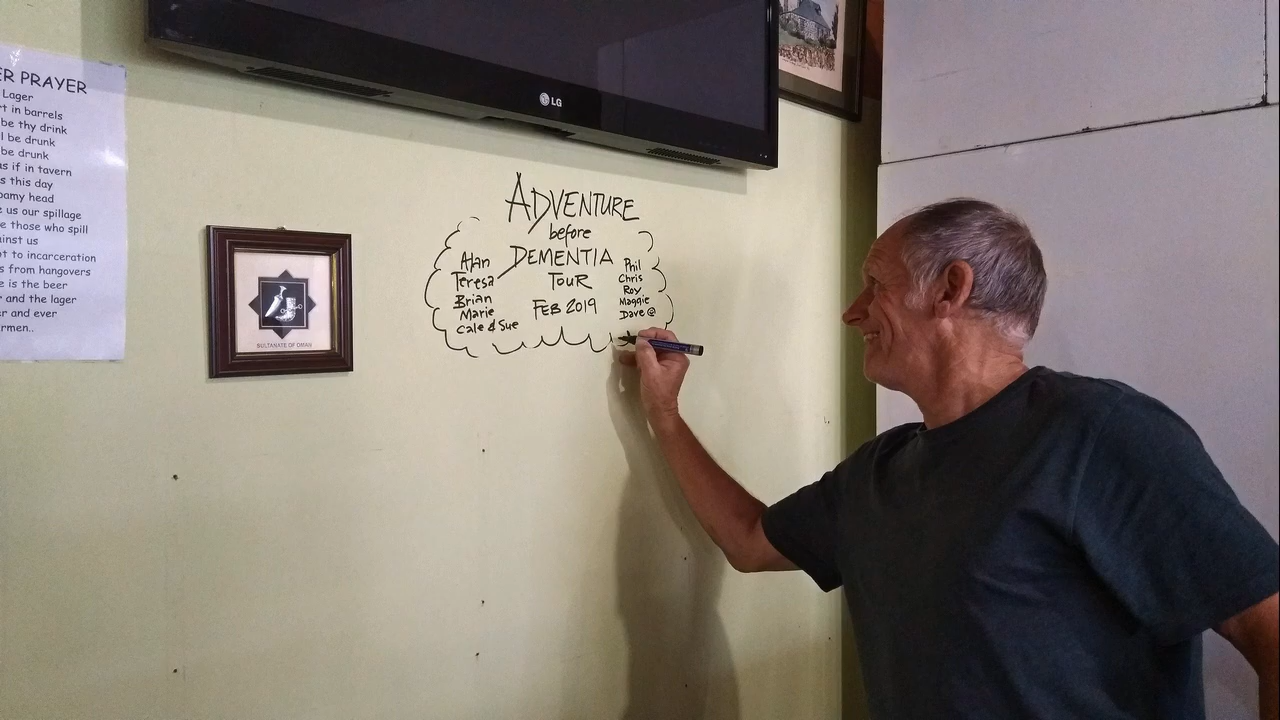 ER PRAYER
Lager
rt in barrels
be thy drink
l be drunk
be drunk
as if in tavern
s this day
oamy head
e us our spillage
e those who spill
inst us
t to incarceration
s from hangovers
e is the beer
r and the lager
er and ever
rmen..
SULTANATE OF OMAN
LG
ADVENTURE
before
DEMENTIA
TOUR
FEB 2019
Alan
Teresa
Brian
Marie
Cale & Sue
Phil
Chris
Roy
Maggie
Dave @